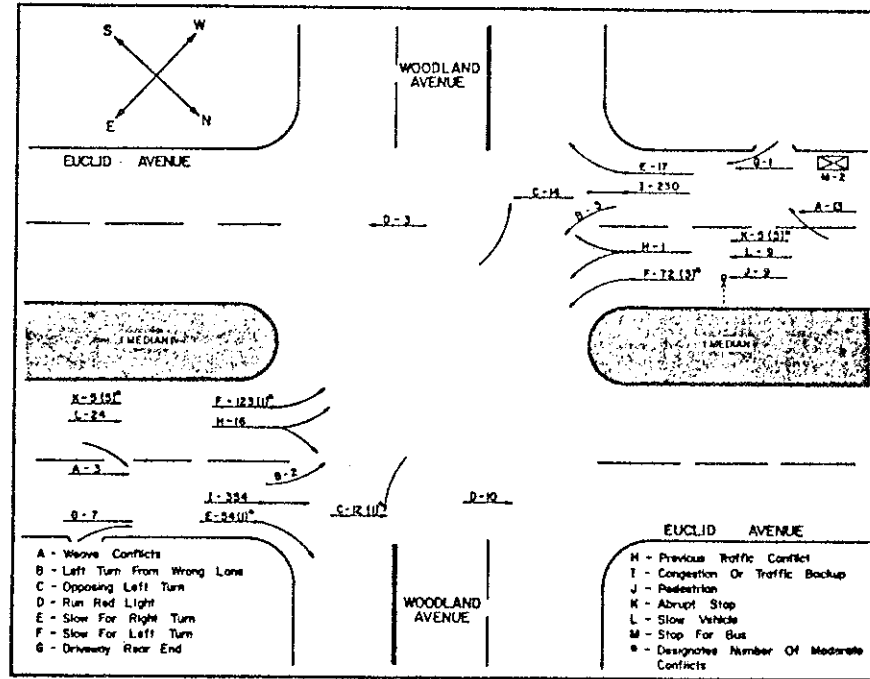 S
W
E
N
WOODLAND
AVENUE
EUCLID AVENUE
E-17
G-1
M-2
I-230
C-14
B-3
A-13
D-3
K-5(5)*
H-1
L-9
F-72(3)*
J-9
MEDIAN
MEDIAN
K-5(5)*
F-123(1)*
L-24
H-16
A-3
B-2
I-354
D-10
G-7
E-54(1)*
C-12(1)*
EUCLID AVENUE
A - Weave Conflicts
B - Left Turn From Wrong Lane
C - Opposing Left Turn
D - Run Red Light
E - Slow For Right Turn
F - Slow For Left Turn
G - Driveway Rear End
WOODLAND
AVENUE
H - Previous Traffic Conflict
I - Congestion Or Traffic Backup
J - Pedestrian
K - Abrupt Stop
L - Slow Vehicle
M - Stop For Bus
* - Designates Number Of Moderate
Conflicts